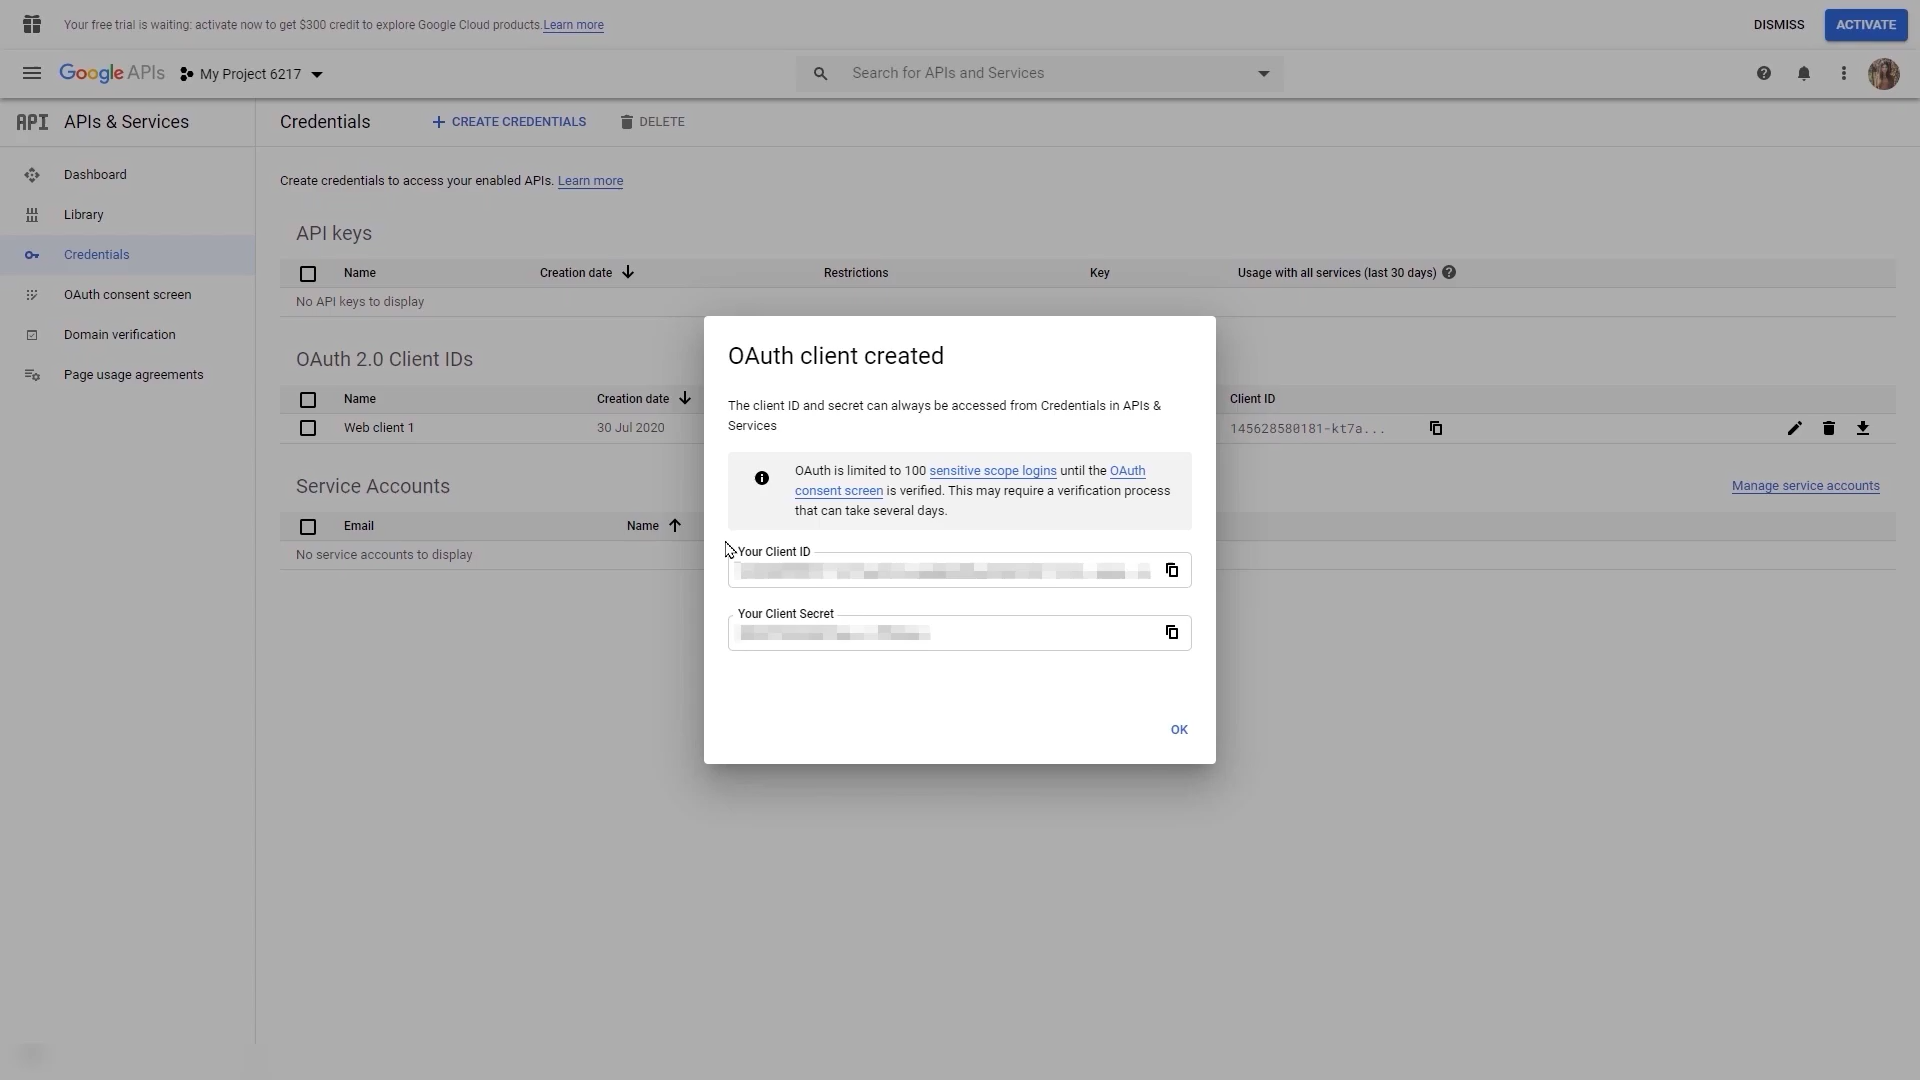 Your free trial is waiting: activate now to get $300 credit to explore Google Cloud products. Learn more
DISMISS
ACTIVATE
Google APIs
My Project 6217
Search for APIs and Services
API APIs & Services
Credentials
CREATE CREDENTIALS
DELETE
Dashboard
Library
Credentials
OAuth consent screen
Domain verification
Page usage agreements
Create credentials to access your enabled APIs. Learn more
API keys
Name Creation date Restrictions Key Usage with all services (last 30 days)
No API keys to display
OAuth 2.0 Client IDs
Name Creation date Client ID
Web client 1 30 Jul 2020 145628580181-kt7a...
Service Accounts
Manage service accounts
Email Name
No service accounts to display
OAuth client created
The client ID and secret can always be accessed from Credentials in APIs &
Services
OAuth is limited to 100 sensitive scope logins until the OAuth
consent screen is verified. This may require a verification process
that can take several days.
Your Client ID
Your Client Secret
OK